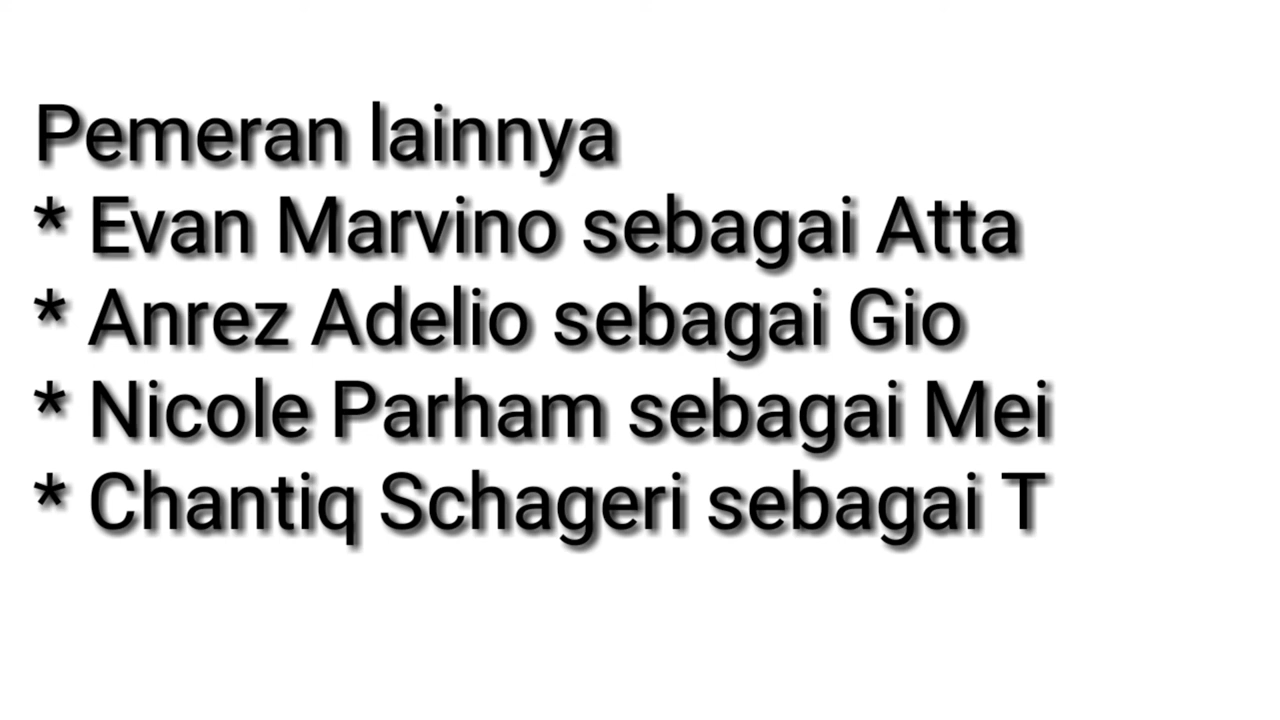 Pemeran lainnya
* Evan Marvino sebagai Atta
* Anrez Adelio sebagai Gio
* Nicole Parham sebagai Mei
* Chantiq Schageri sebagai T